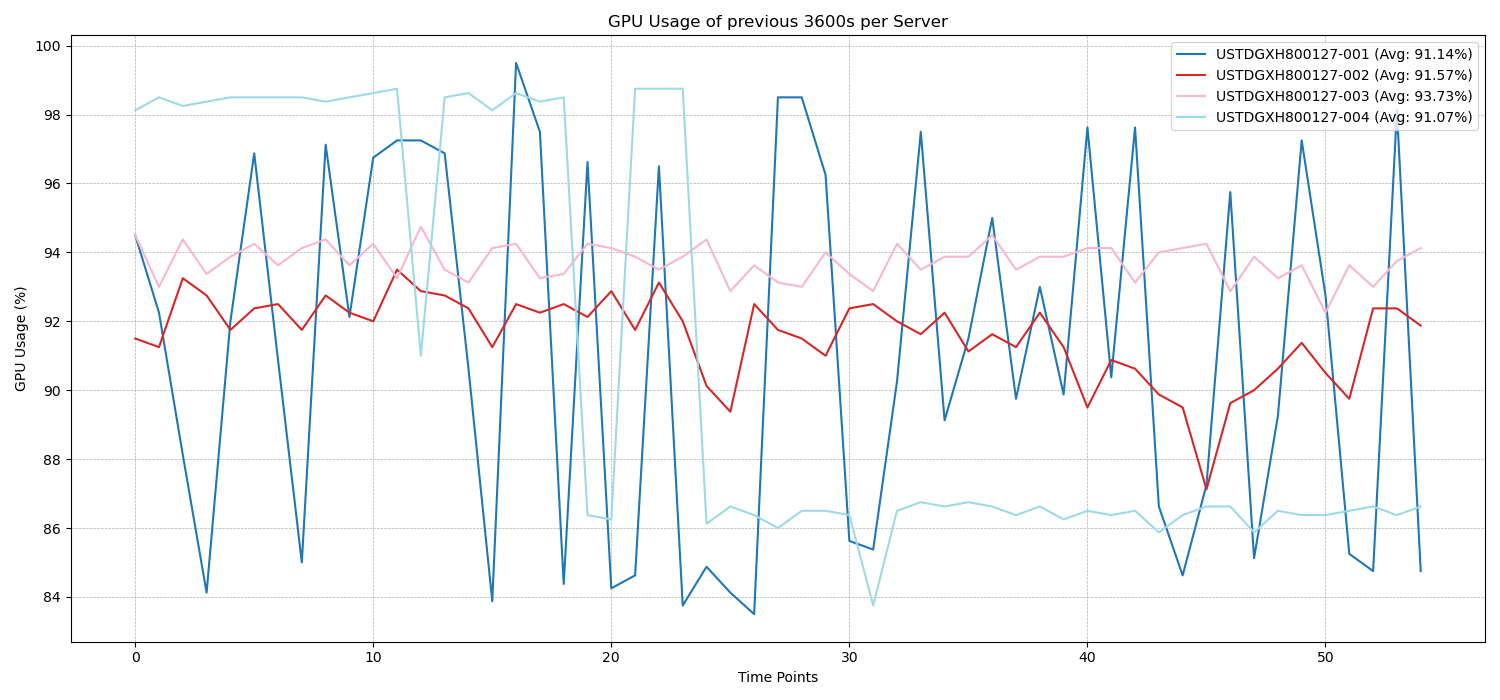 GPU Usage of previous 3600s per Server
USTDGXH800127-001 (Avg: 91.14%)
USTDGXH800127-002 (Avg: 91.57%)
USTDGXH800127-003 (Avg: 93.73%)
USTDGXH800127-004 (Avg: 91.07%)
GPU Usage (%)
100
98
96
94
92
90
88
86
84
0 10 20 30 40 50
Time Points